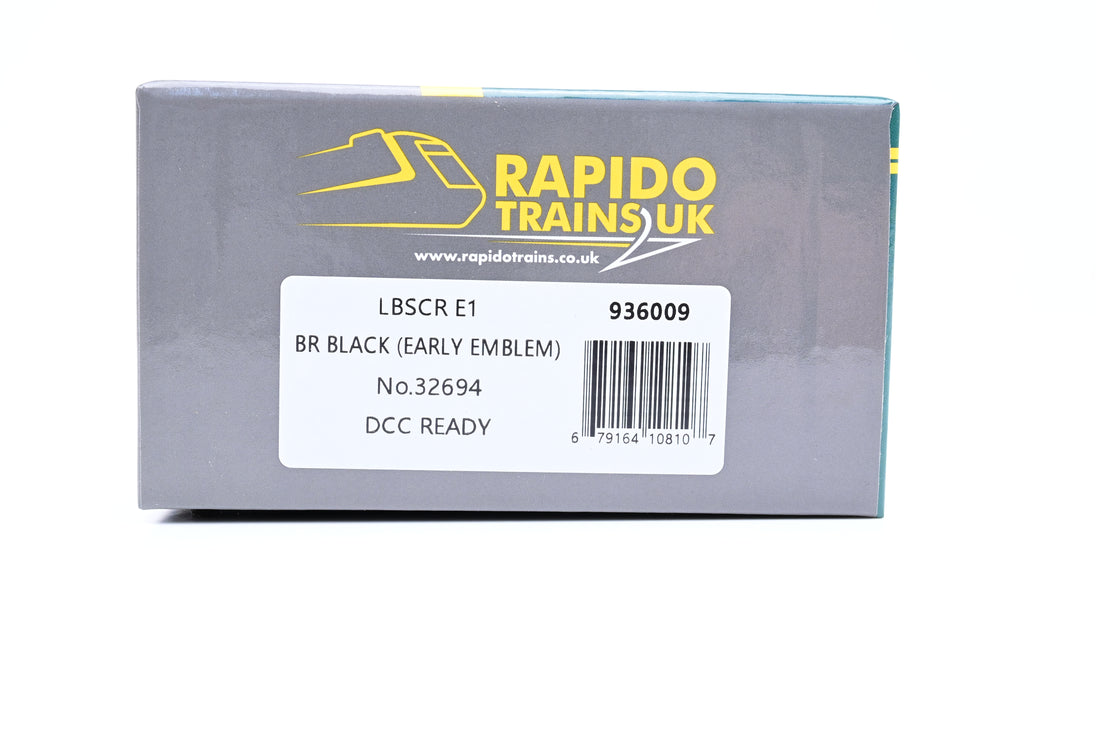 RAPIDO
TRAINS UK
www.rapidotrains.co.uk
LBSCR E1
936009
BR BLACK (EARLY EMBLEM)
No.32694
DCC READY
6 79164 10810 7